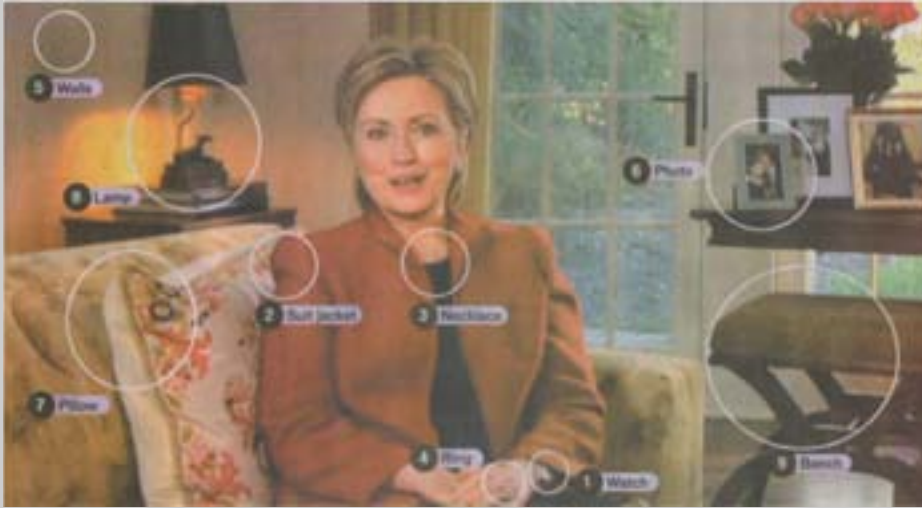 5 Walls
8 Lamp
6 Photo
2 Suit jacket
3 Necklace
7 Pillow
4 Ring
1 Watch
9 Bench